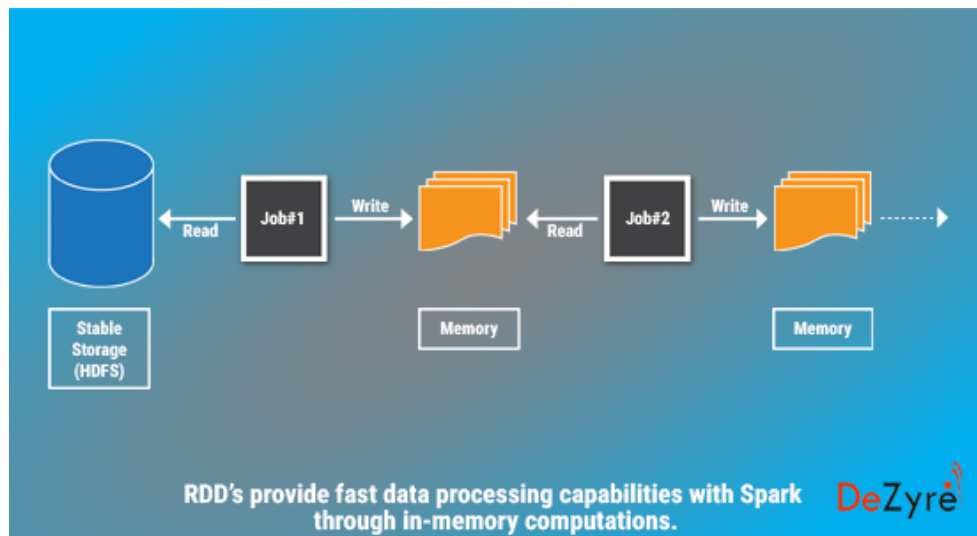 Job#1
Write
Job#2
Write
Read
Read
Stable
Storage
(HDFS)
Memory
Memory
RDD's provide fast data processing capabilities with Spark
through in-memory computations.
DeZyre